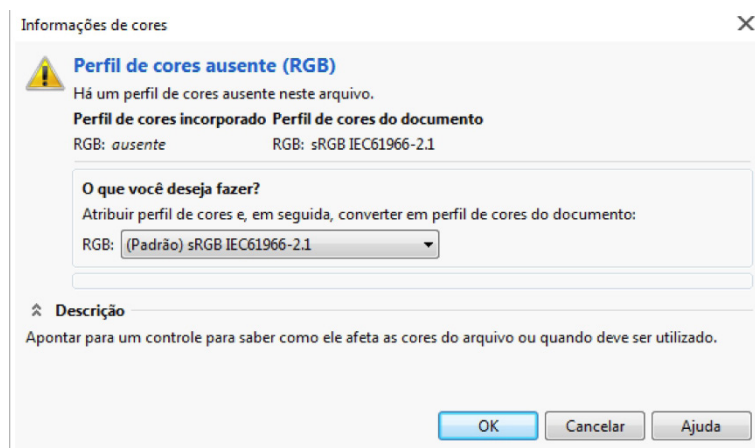 Informações de cores
Perfil de cores ausente (RGB)
Há um perfil de cores ausente neste arquivo.
Perfil de cores incorporado Perfil de cores do documento
RGB: ausente RGB: sRGB IEC61966-2.1
O que você deseja fazer?
Atribuir perfil de cores e, em seguida, converter em perfil de cores do documento:
RGB: (Padrão) sRGB IEC61966-2.1
Descrição
Apontar para um controle para saber como ele afeta as cores do arquivo ou quando deve ser utilizado.
OK Cancelar Ajuda